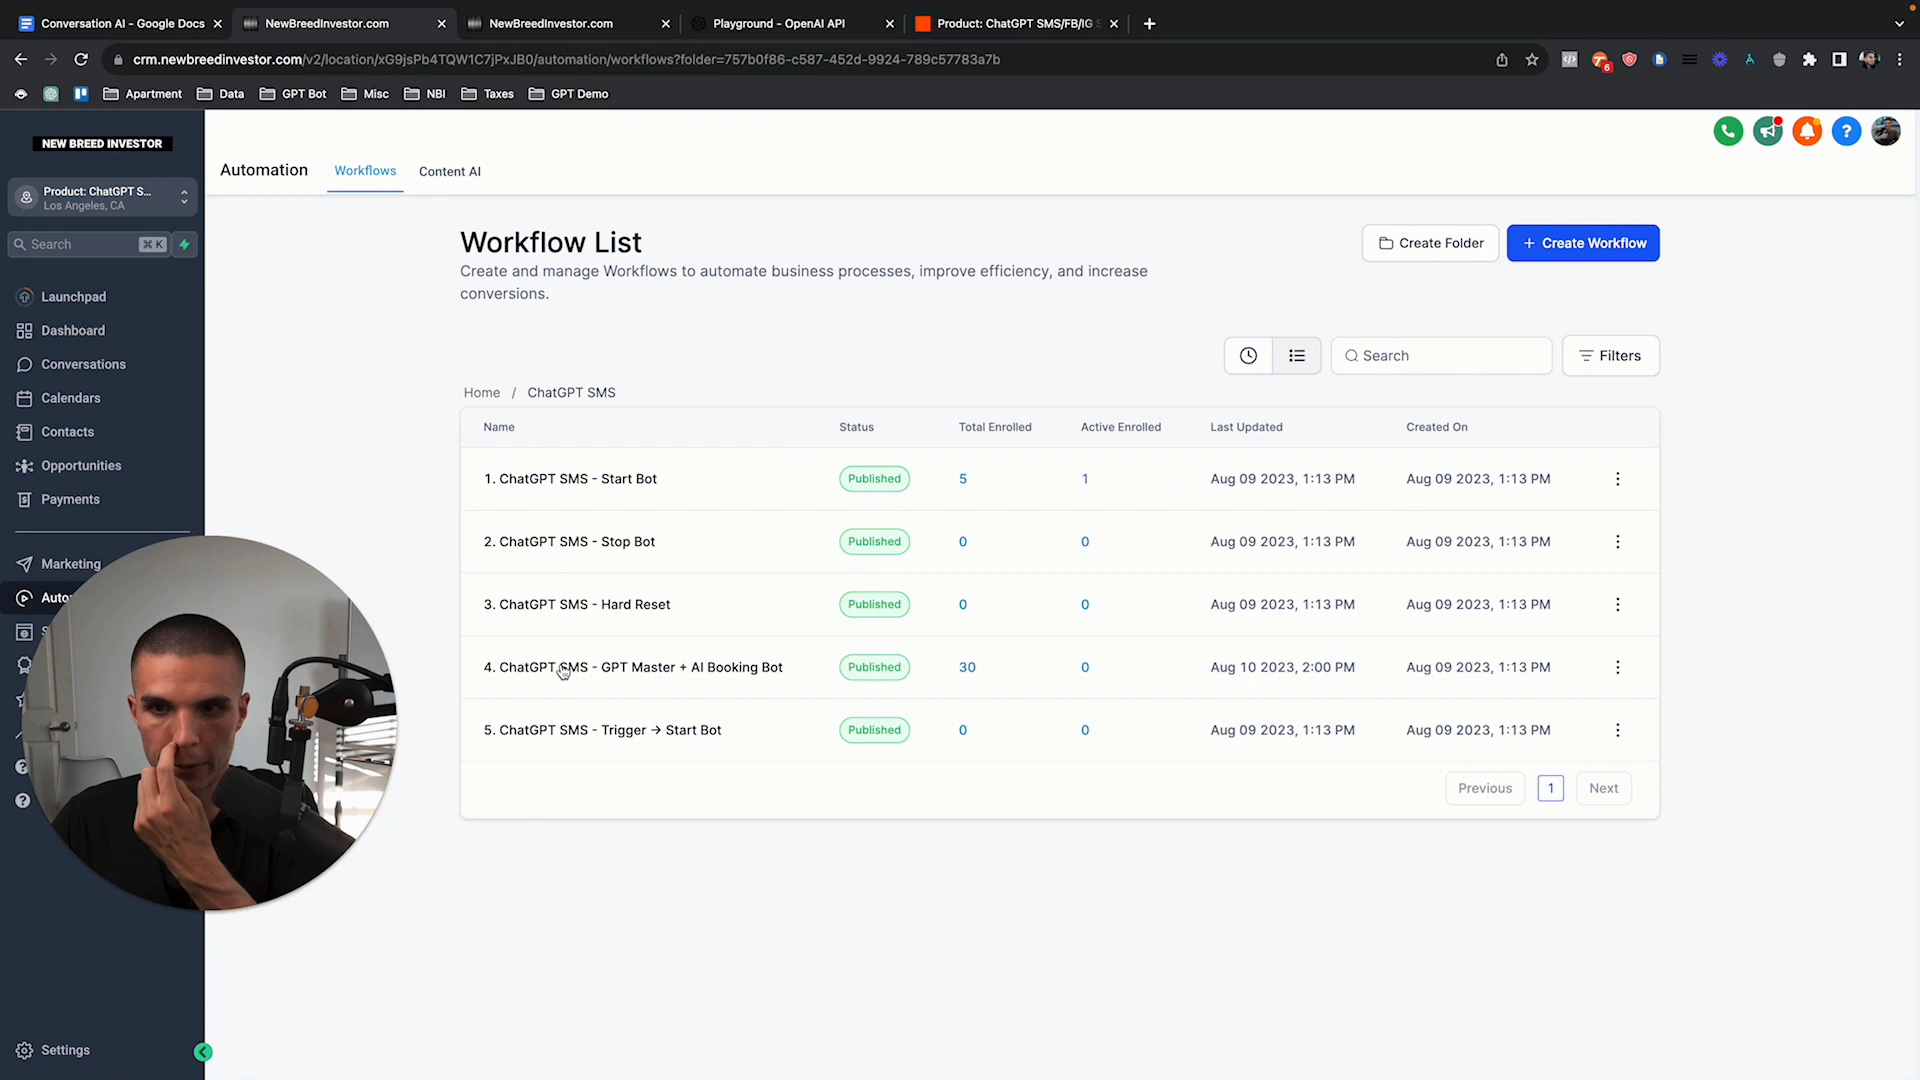 Conversation AI - Google Docs
NewBreedInvestor.com
NewBreedInvestor.com
Playground - OpenAI API
Product: ChatGPT SMS/FB/IG S
crm.newbreedinvestor.com/v2/location/xG9jsPb4TQW1C7jPxJB0/automation/workflows?folder=757b0f86-c587-452d-9924-789c57783a7b
6
Apartment
Data
GPT Bot
Misc
NBI
Taxes
GPT Demo
NEW BREED INVESTOR
Product: ChatGPT S...
Los Angeles, CA
Search
⌘ K
Launchpad
Dashboard
Conversations
Calendars
Contacts
Opportunities
Payments
Marketing
Auto
S
Settings
Automation
Workflows
Content AI
Workflow List
Create and manage Workflows to automate business processes, improve efficiency, and increase
conversions.
Create Folder
+ Create Workflow
Search
Filters
Home / ChatGPT SMS
Name Status Total Enrolled Active Enrolled Last Updated Created On
1. ChatGPT SMS - Start Bot Published 5 1 Aug 09 2023, 1:13 PM Aug 09 2023, 1:13 PM
2. ChatGPT SMS - Stop Bot Published 0 0 Aug 09 2023, 1:13 PM Aug 09 2023, 1:13 PM
3. ChatGPT SMS - Hard Reset Published 0 0 Aug 09 2023, 1:13 PM Aug 09 2023, 1:13 PM
4. ChatGPT SMS - GPT Master + AI Booking Bot Published 30 0 Aug 10 2023, 2:00 PM Aug 09 2023, 1:13 PM
5. ChatGPT SMS - Trigger → Start Bot Published 0 0 Aug 09 2023, 1:13 PM Aug 09 2023, 1:13 PM
Previous 1 Next